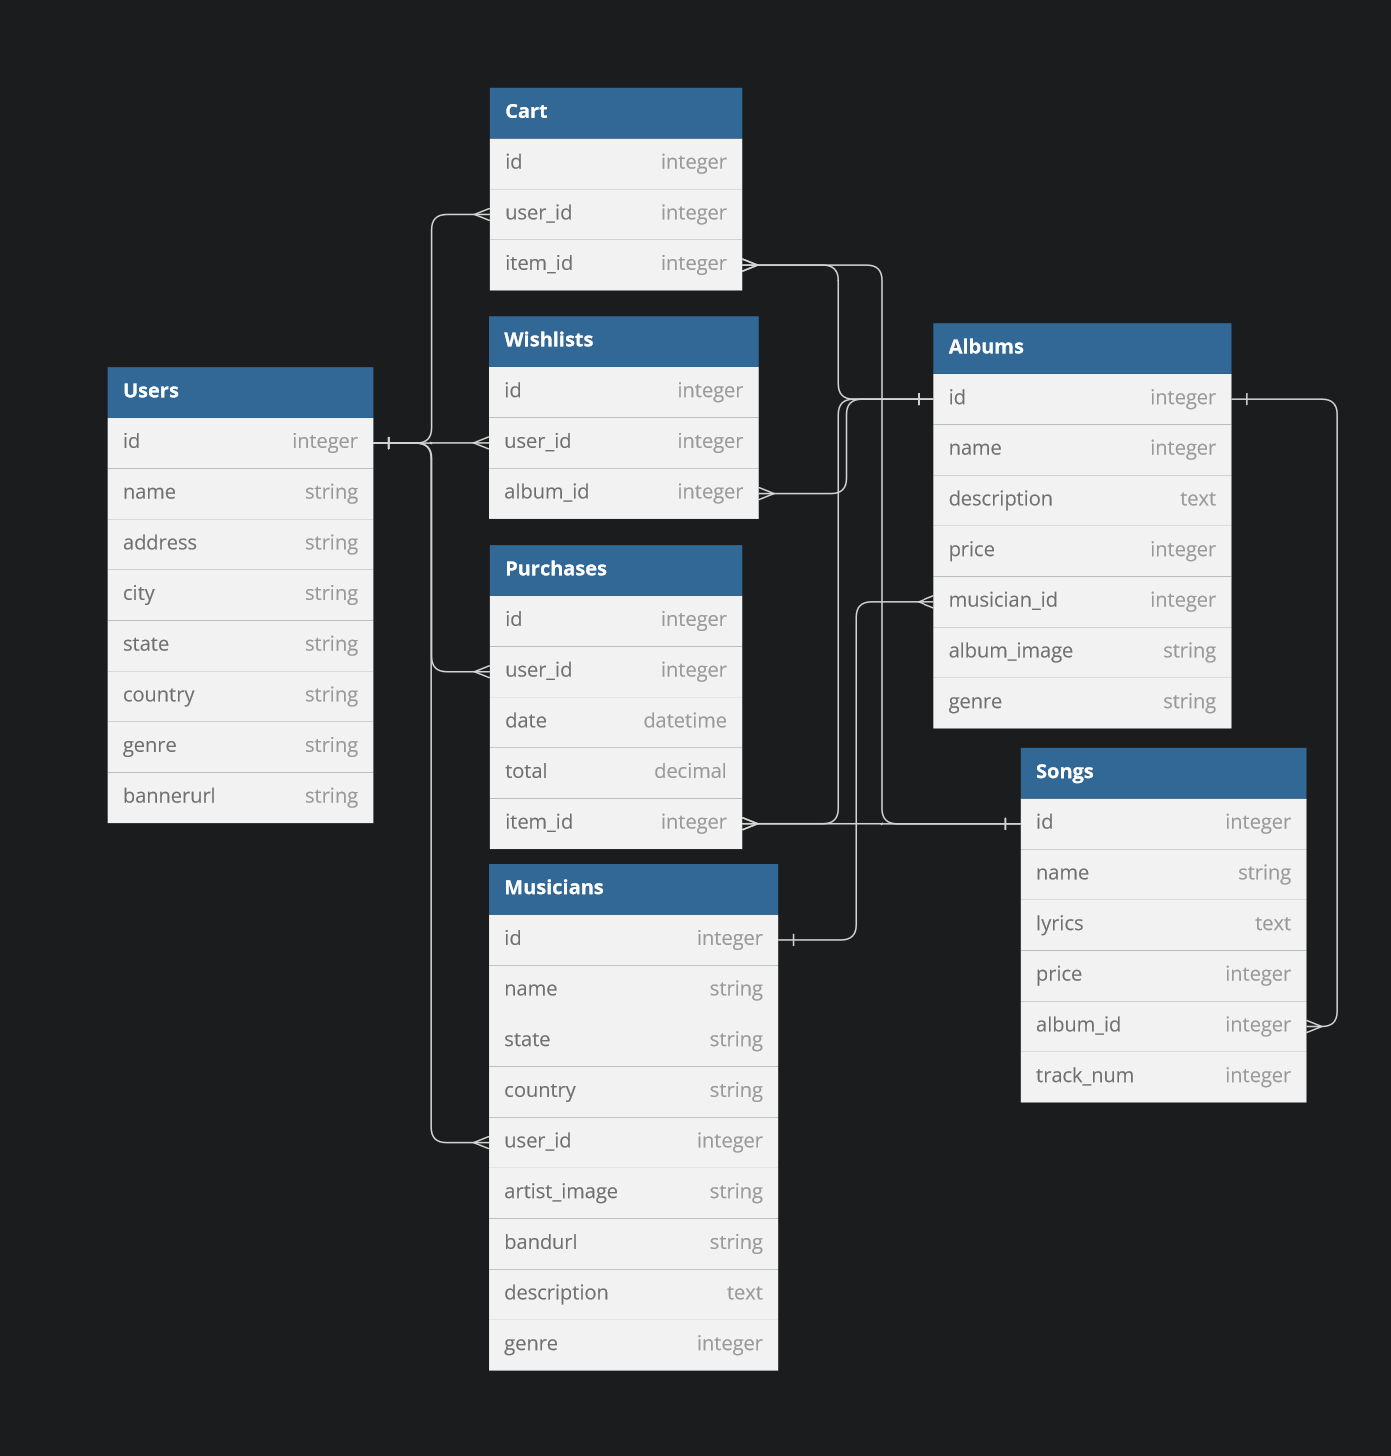 Cart
id integer
user_id integer
item_id integer
Wishlists
id integer
user_id integer
album_id integer
Users
id integer
name string
address string
city string
state string
country string
genre string
bannerurl string
Purchases
id integer
user_id integer
date datetime
total decimal
item_id integer
Musicians
id integer
name string
state string
country string
user_id integer
artist_image string
bandurl string
description text
genre integer
Albums
id integer
name integer
description text
price integer
musician_id integer
album_image string
genre string
Songs
id integer
name string
lyrics text
price integer
album_id integer
track_num integer